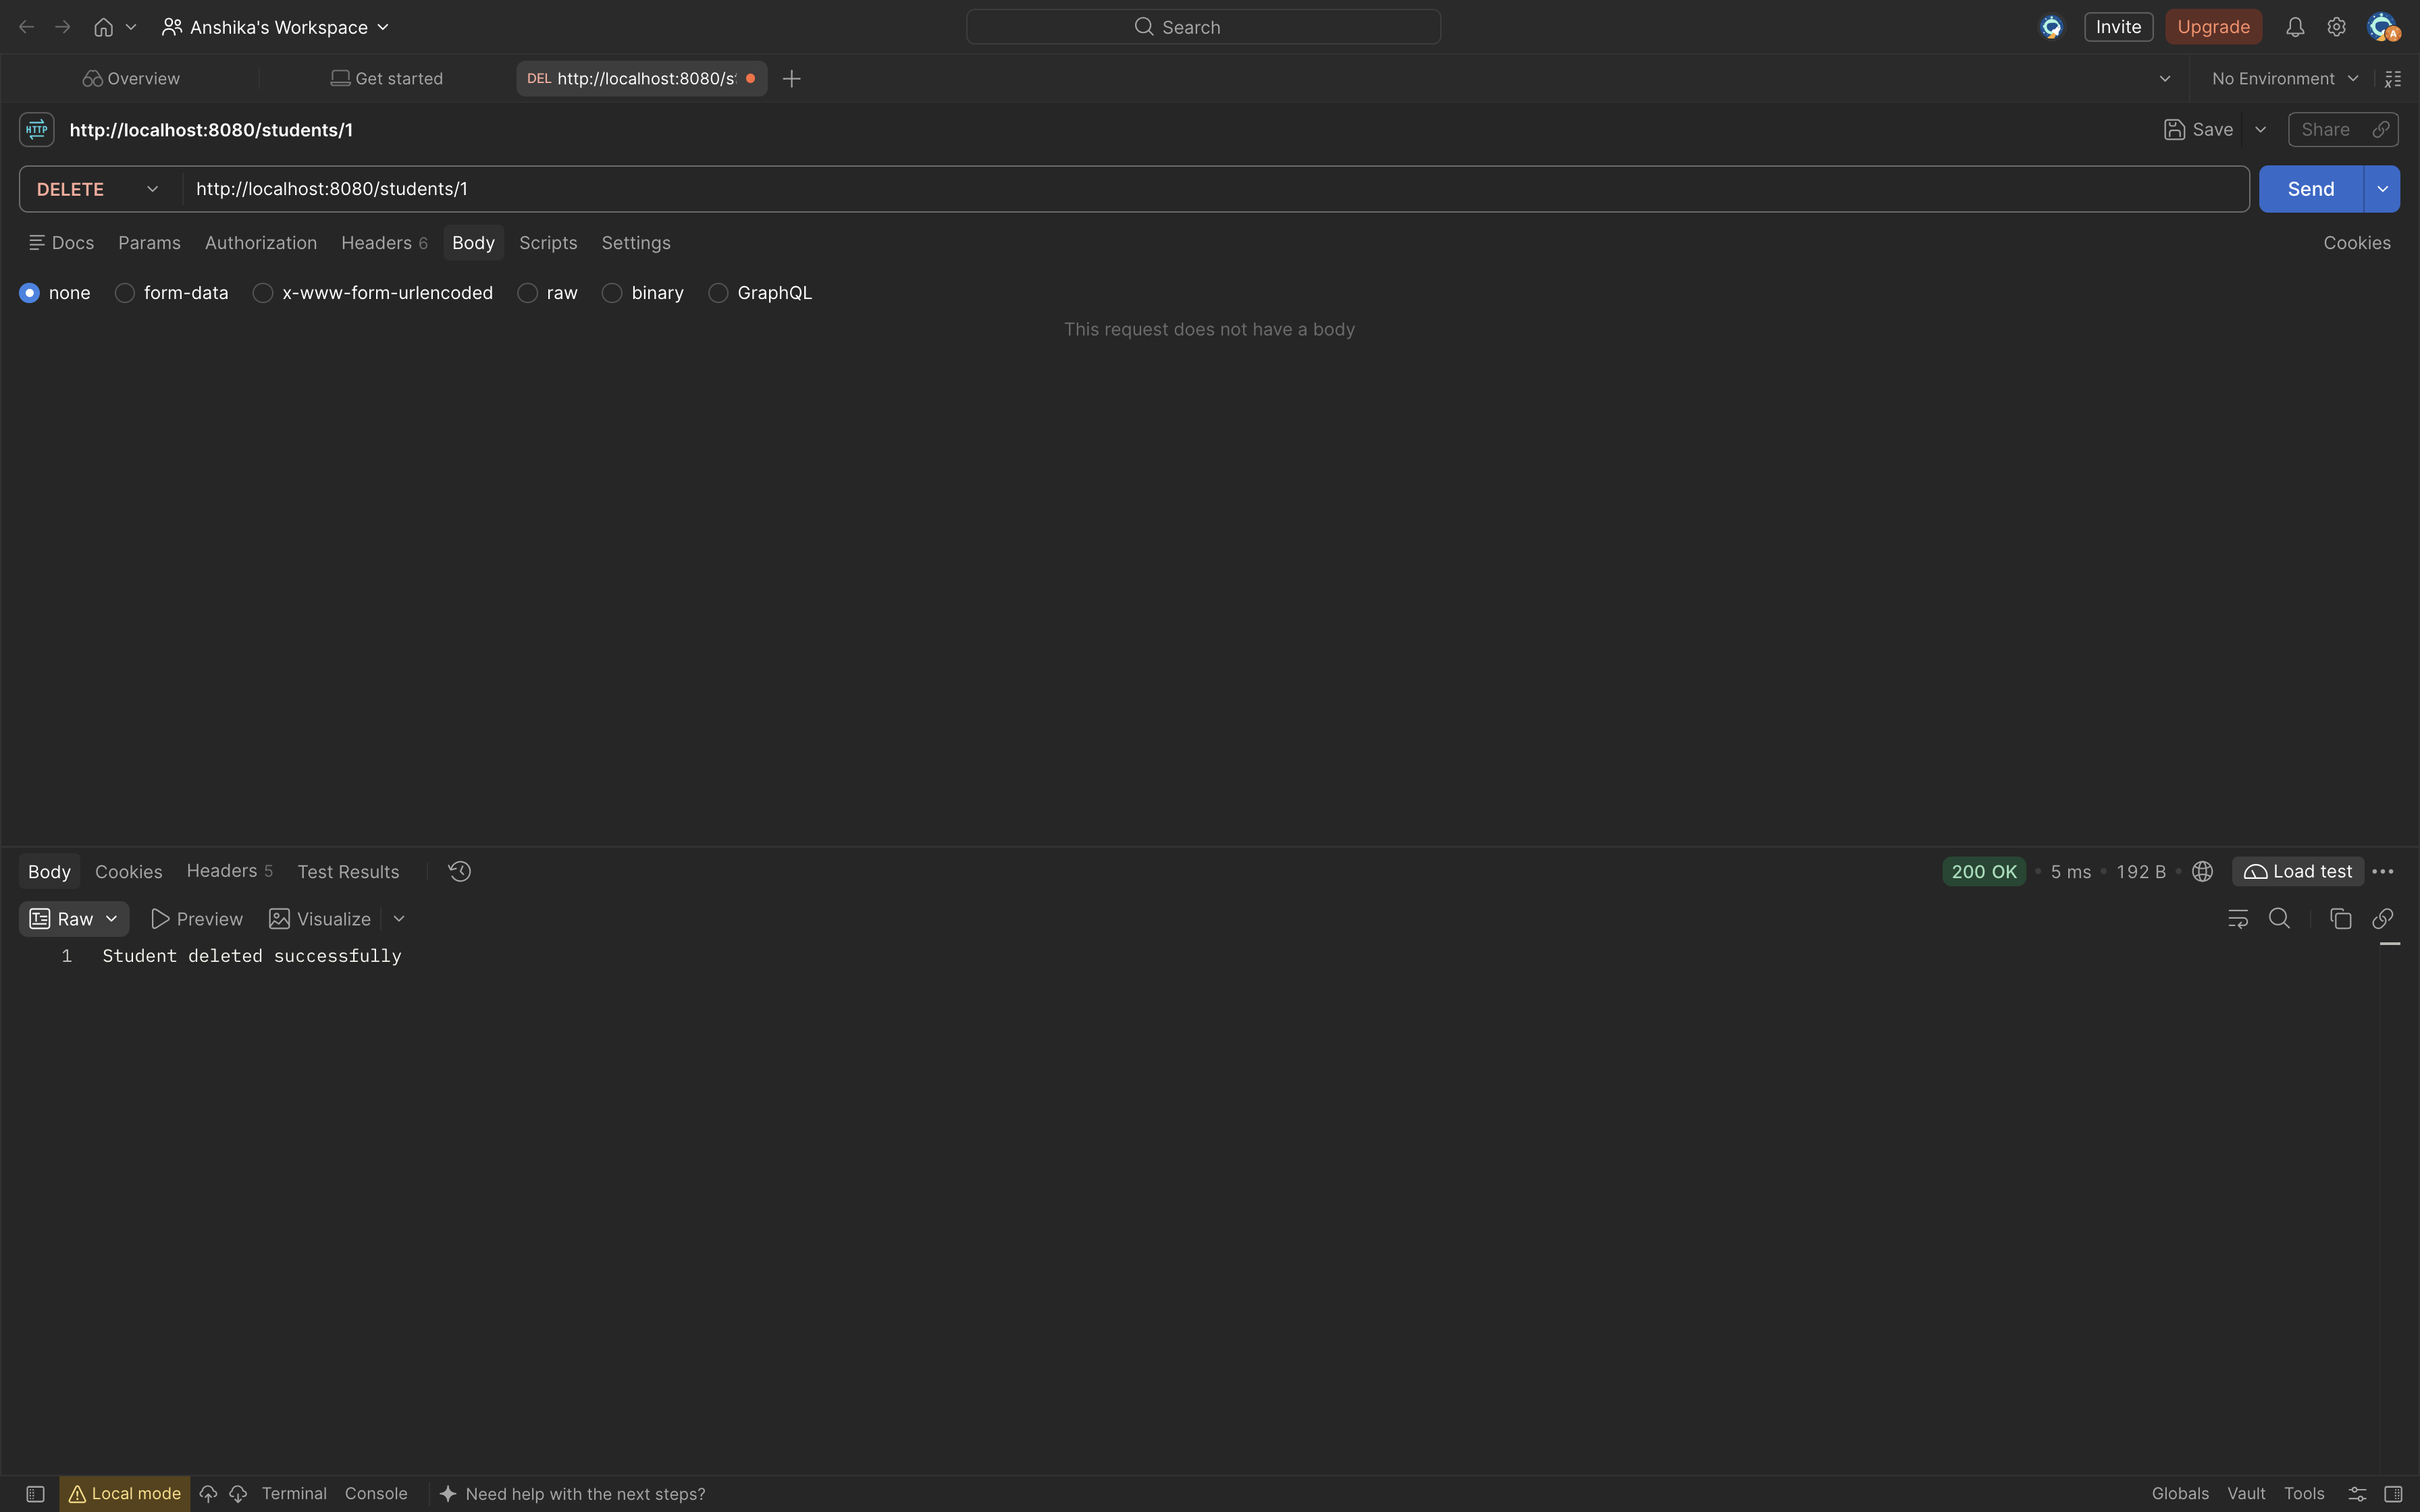 Anshika's Workspace
Search
Invite
Upgrade
A
Overview
Get started
DEL http://localhost:8080/s
No Environment
HTTP
http://localhost:8080/students/1
Save
Share
DELETE
http://localhost:8080/students/1
Send
Docs
Params
Authorization
Headers 6
Body
Scripts
Settings
Cookies
none
form-data
x-www-form-urlencoded
raw
binary
GraphQL
This request does not have a body
Body
Cookies
Headers 5
Test Results
200 OK
5 ms
192 B
Load test
Raw
Preview
Visualize
1 Student deleted successfully
Local mode
Terminal
Console
Need help with the next steps?
Globals
Vault
Tools